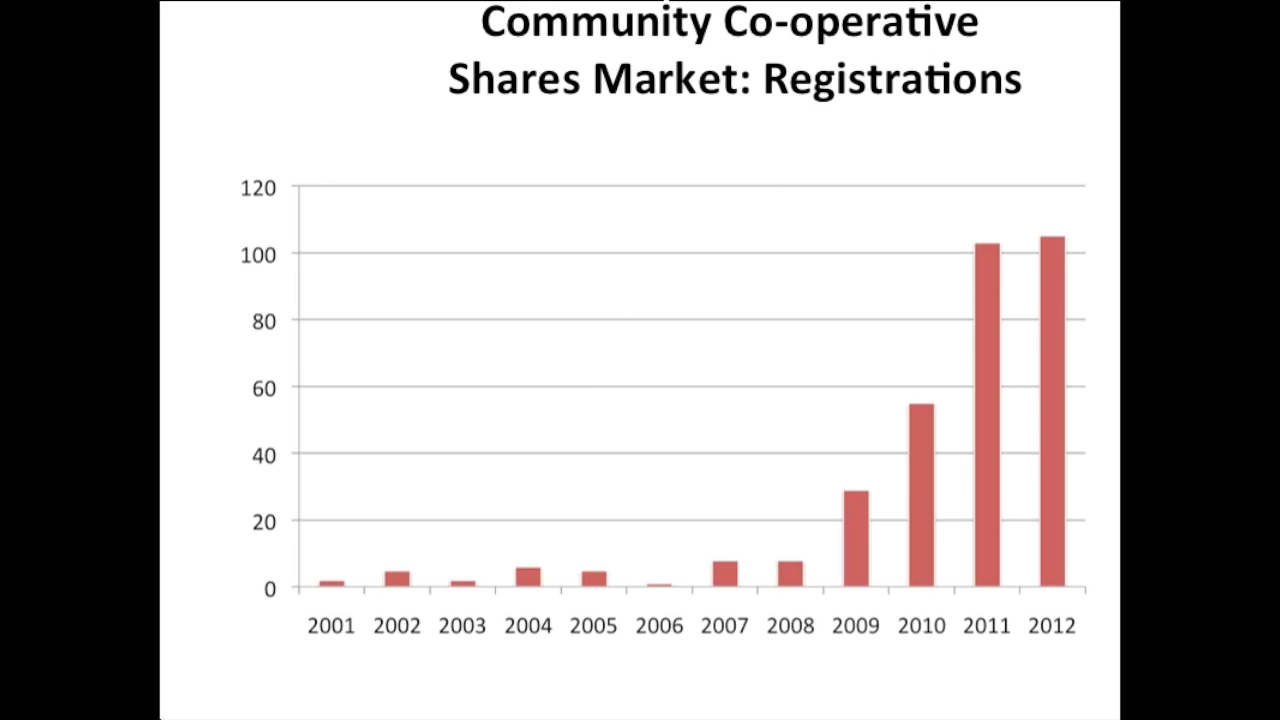 Community Co-operative
Shares Market: Registrations
120
100
80
60
40
20
0
2001 2002 2003 2004 2005 2006 2007 2008 2009 2010 2011 2012